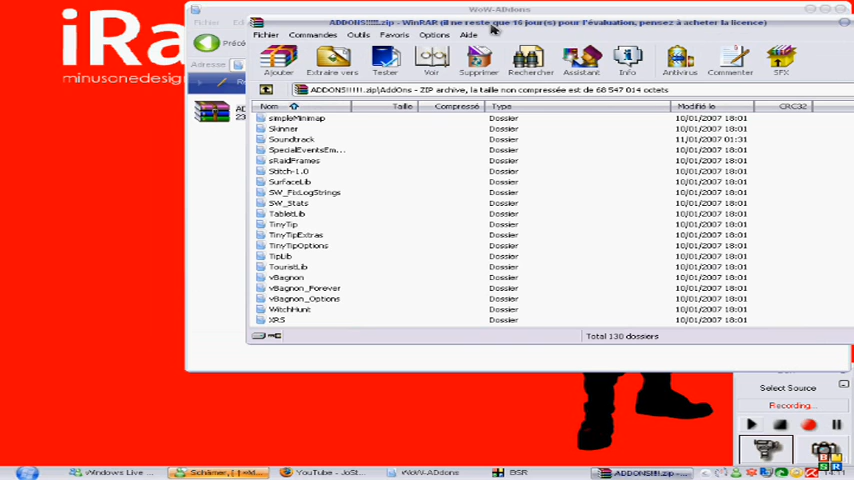 iRa
minusonedesig
WoW-ADdons
Fichier
ADDONS!!!!!.zip - WinRAR (il ne reste que 16 jour(s) pour l'évaluation, pensez à acheter la licence)
Fichier Commandes Outils Favoris Options Aide
Précé
Ajouter Extraire vers Tester Voir Supprimer Rechercher Assistant Info Antivirus Commenter SFX
Adresse
ADDONS!!!!!.zip\AddOns - ZIP archive, la taille non compressée est de 68 547 014 octets
Nom Taille Compressé Type Modifié le CRC32
simpleMinimap Dossier 10/01/2007 18:01
Skinner Dossier 10/01/2007 18:01
Soundtrack Dossier 11/01/2007 01:31
SpecialEventsEm... Dossier 10/01/2007 18:01
sRaidFrames Dossier 10/01/2007 18:01
Stitch-1.0 Dossier 10/01/2007 18:01
SurfaceLib Dossier 10/01/2007 18:01
SW_FixLogStrings Dossier 10/01/2007 18:01
SW_Stats Dossier 10/01/2007 18:01
TabletLib Dossier 10/01/2007 18:01
TinyTip Dossier 10/01/2007 18:01
TinyTipExtras Dossier 10/01/2007 18:01
TinyTipOptions Dossier 10/01/2007 18:01
TipLib Dossier 10/01/2007 18:01
TouristLib Dossier 10/01/2007 18:01
vBagnon Dossier 10/01/2007 18:01
vBagnon_Forever Dossier 10/01/2007 18:01
vBagnon_Options Dossier 10/01/2007 18:01
WitchHunt Dossier 10/01/2007 18:01
XRS Dossier 10/01/2007 18:01
Total 130 dossiers
Select Source
Recording...
Windows Live ... YouTube - JoSt... WoW-ADdons BSR ADDONS!!!!!.zip -... 14:11